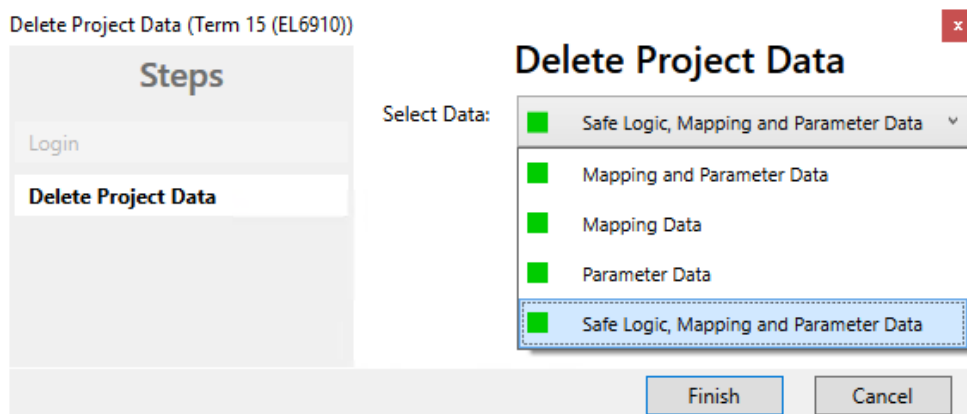 Delete Project Data (Term 15 (EL6910))
x
Steps
Login
Delete Project Data
Delete Project Data
Select Data:
Safe Logic, Mapping and Parameter Data
Mapping and Parameter Data
Mapping Data
Parameter Data
Safe Logic, Mapping and Parameter Data
Finish
Cancel